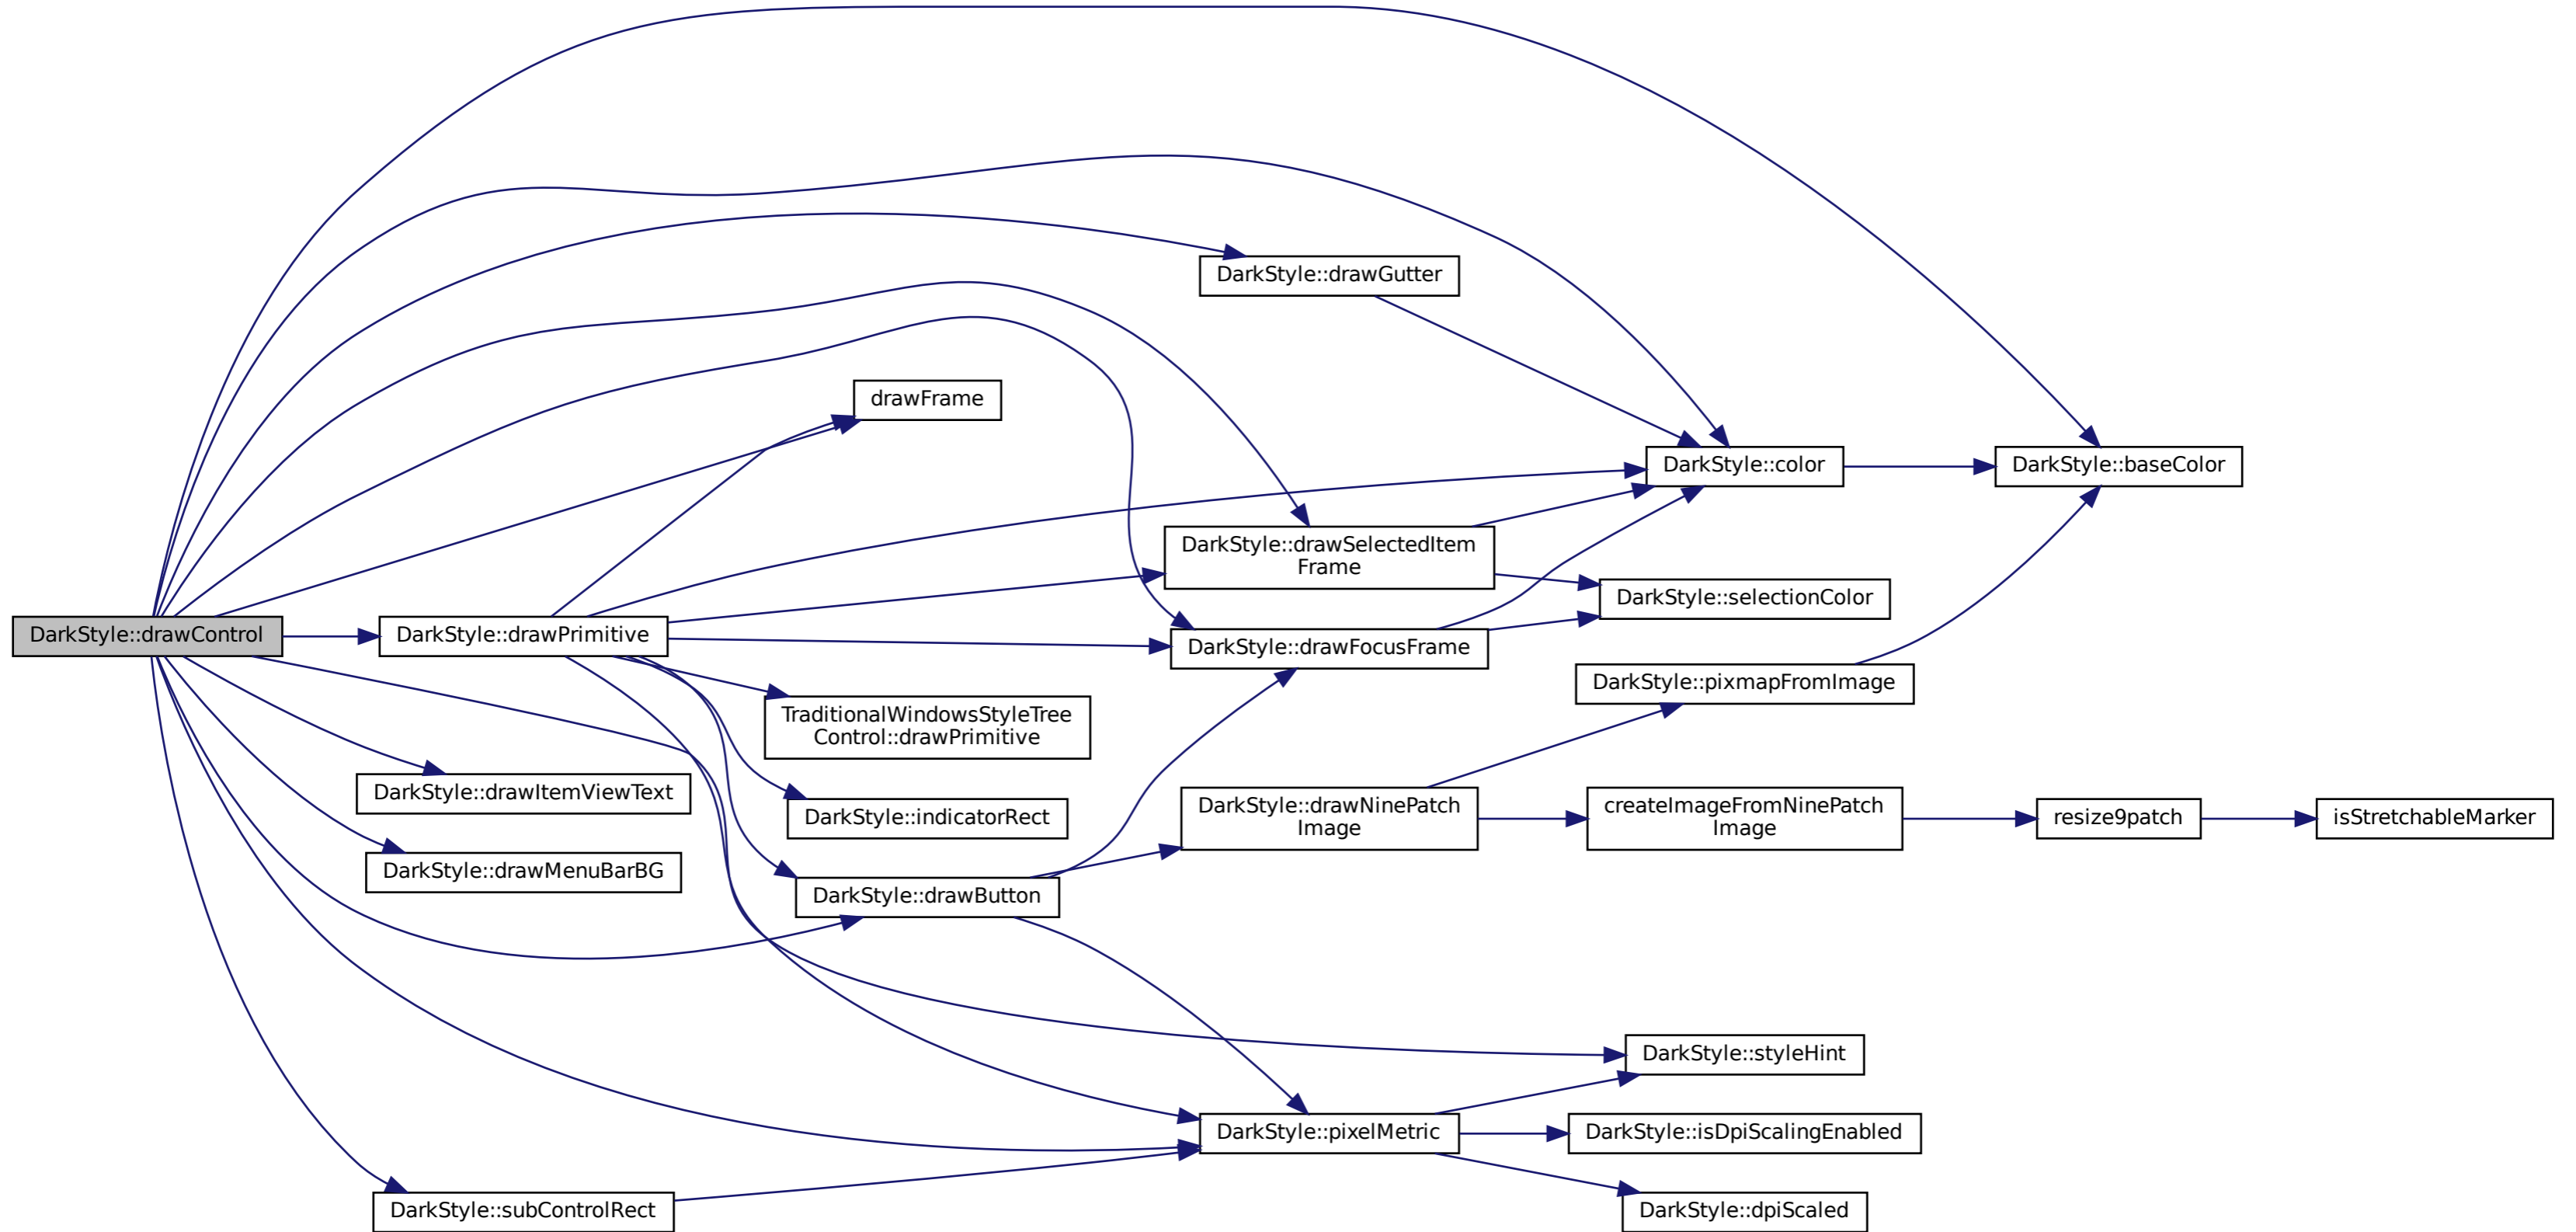 DarkStyle::drawControl
DarkStyle::drawPrimitive
DarkStyle::drawItemViewText
DarkStyle::drawMenuBarBG
DarkStyle::subControlRect
drawFrame
TraditionalWindowsStyleTree
Control::drawPrimitive
DarkStyle::indicatorRect
DarkStyle::drawButton
DarkStyle::drawGutter
DarkStyle::drawSelectedItem
Frame
DarkStyle::drawFocusFrame
DarkStyle::drawNinePatch
Image
DarkStyle::pixelMetric
DarkStyle::color
DarkStyle::selectionColor
DarkStyle::pixmapFromImage
createImageFromNinePatch
Image
DarkStyle::styleHint
DarkStyle::isDpiScalingEnabled
DarkStyle::dpiScaled
DarkStyle::baseColor
resize9patch
isStretchableMarker